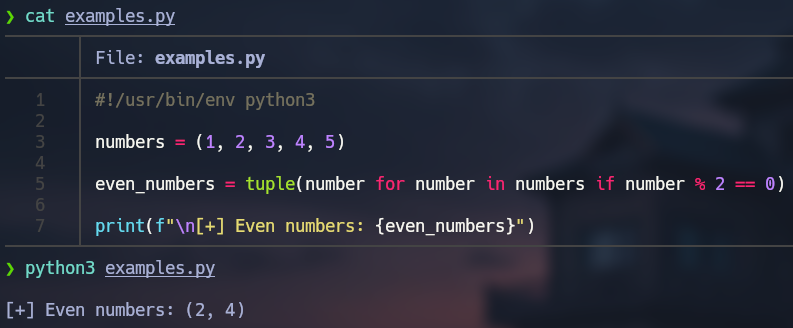 ❯ cat examples.py
File: examples.py
1 #!/usr/bin/env python3
2
3 numbers = (1, 2, 3, 4, 5)
4
5 even_numbers = tuple(number for number in numbers if number % 2 == 0)
6
7 print(f"\n[+] Even numbers: {even_numbers}")
❯ python3 examples.py
[+] Even numbers: (2, 4)